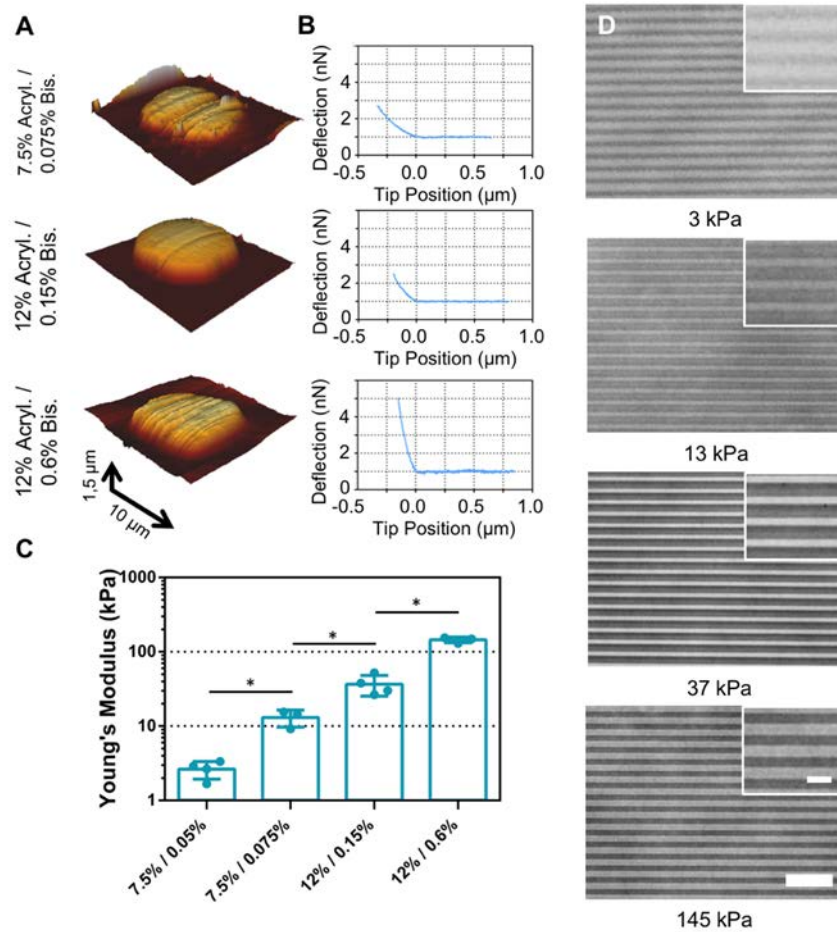 A
7.5% Acryl. /
0.075% Bis.
12% Acryl. /
0.15% Bis.
12% Acryl. /
0.6% Bis.
1,5 µm
10 µm
B
Deflection (nN)
4
2
0
-0.5
0.0
0.5
1.0
Tip Position (µm)
Deflection (nN)
4
2
0
-0.5
0.0
0.5
1.0
Tip Position (µm)
Deflection (nN)
4
2
0
-0.5
0.0
0.5
1.0
Tip Position (µm)
C
Young's Modulus (kPa)
1000
100
10
1
*
*
*
7.5% / 0.05%
7.5% / 0.075%
12% / 0.15%
12% / 0.6%
D
3 kPa
13 kPa
37 kPa
145 kPa